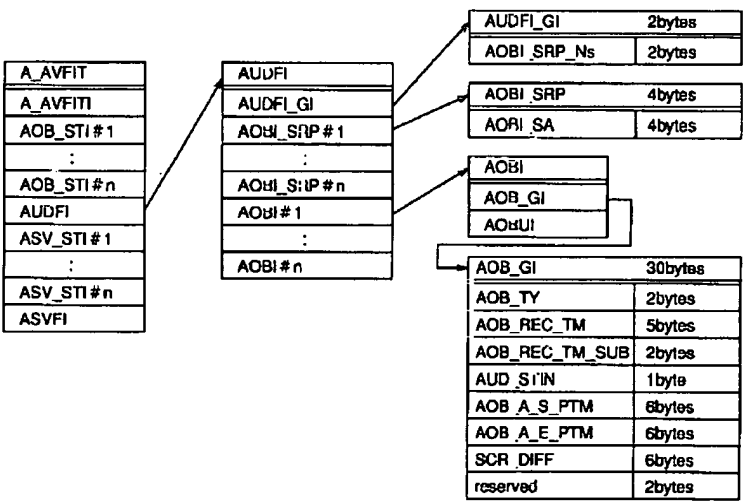 A_AVFIT
A_AVFITI
AOB_STI#1
:
AOB_STI#n
AUDFI
ASV_STI#1
:
ASV_STI#n
ASVFI
AUDFI
AUDFI_GI
AOBI_SRP#1
:
AOBI_SRP#n
AOBI#1
:
AOBI#n
AUDFI_GI 2bytes
AOBI_SRP_Ns 2bytes
AOBI_SRP 4bytes
AOBI_SA 4bytes
AOBI
AOB_GI
AOBUI
AOB_GI 30bytes
AOB_TY 2bytes
AOB_REC_TM 5bytes
AOB_REC_TM_SUB 2bytes
AUD_STIN 1byte
AOB_A_S_PTM 6bytes
AOB_A_E_PTM 6bytes
SCR_DIFF 6bytes
reserved 2bytes